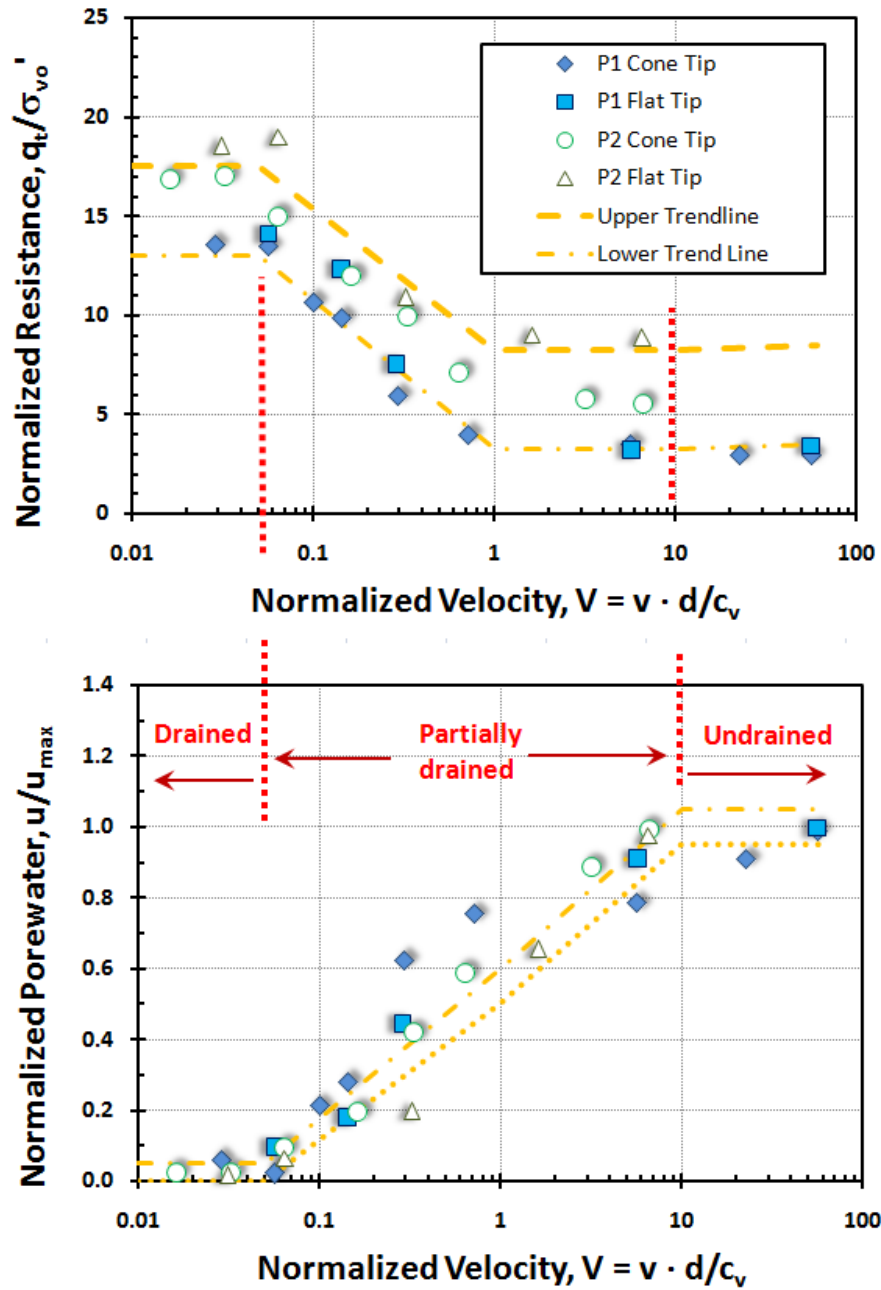 25
20
15
10
5
0
Normalized Resistance, qt/σvo'
P1 Cone Tip
P1 Flat Tip
P2 Cone Tip
P2 Flat Tip
Upper Trendline
Lower Trend Line
0.01 0.1 1 10 100
Normalized Velocity, V = v · d/cv
1.4
1.2
1.0
0.8
0.6
0.4
0.2
0.0
Normalized Porewater, u/umax
Drained
Partially
drained
Undrained
0.01 0.1 1 10 100
Normalized Velocity, V = v · d/cv